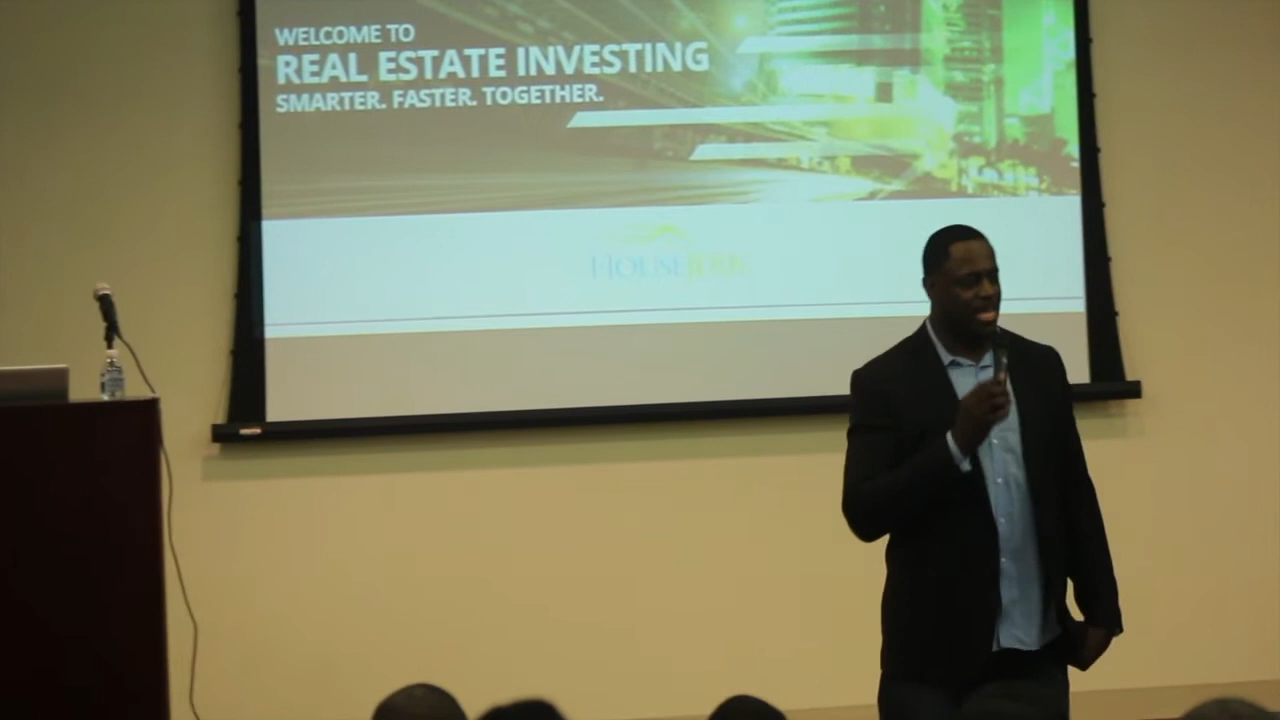 WELCOME TO
REAL ESTATE INVESTING
SMARTER. FASTER. TOGETHER.